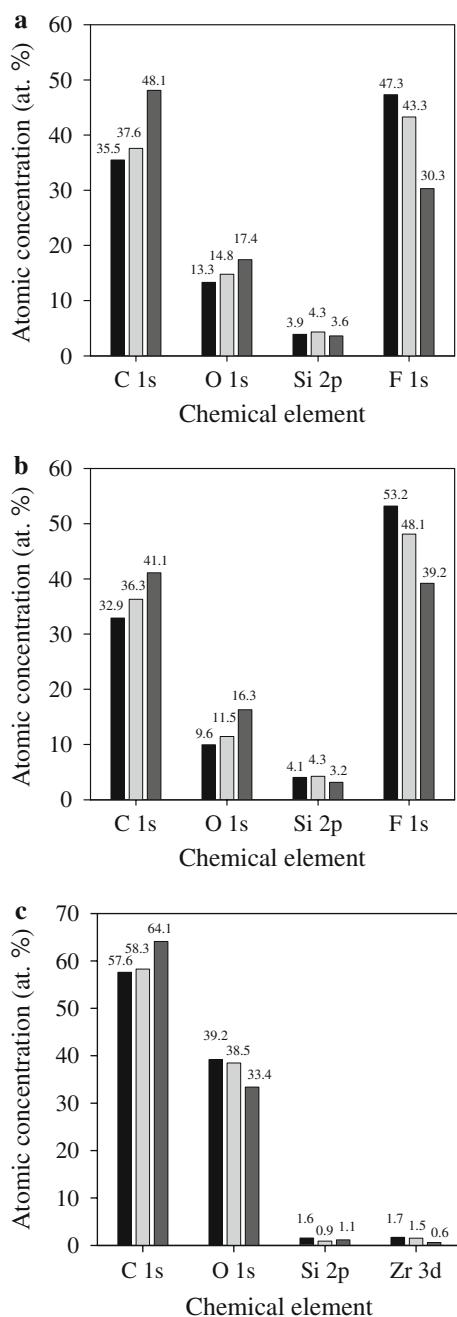 a
Atomic concentration (at. %)
60
50
40
30
20
10
0
35.5 37.6 48.1
13.3 14.8 17.4
3.9 4.3 3.6
47.3 43.3 30.3
C 1s O 1s Si 2p F 1s
Chemical element
b
Atomic concentration (at. %)
60
50
40
30
20
10
0
32.9 36.3 41.1
9.6 11.5 16.3
4.1 4.3 3.2
53.2 48.1 39.2
C 1s O 1s Si 2p F 1s
Chemical element
c
Atomic concentration (at. %)
70
60
50
40
30
20
10
0
57.6 58.3 64.1
39.2 38.5 33.4
1.6 0.9 1.1
1.7 1.5 0.6
C 1s O 1s Si 2p Zr 3d
Chemical element